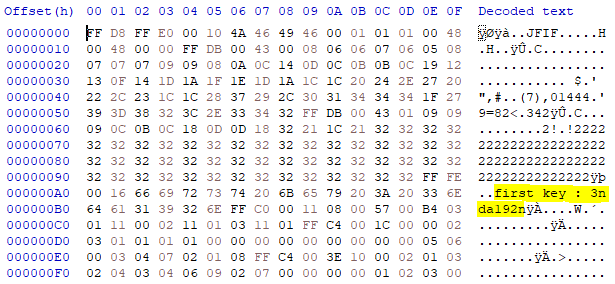 Offset(h) 00 01 02 03 04 05 06 07 08 09 0A 0B 0C 0D 0E 0F Decoded text
00000000 FF D8 FF E0 00 10 4A 46 49 46 00 01 01 01 00 48 ÿØÿà..JFIF.....H
00000010 00 48 00 00 FF DB 00 43 00 08 06 06 07 06 05 08 .H..ÿÛ.C........
00000020 07 07 07 09 09 08 0A 0C 14 0D 0C 0B 0B 0C 19 12 ................
00000030 13 0F 14 1D 1A 1F 1E 1D 1A 1C 1C 20 24 2E 27 20 ........... $.'
00000040 22 2C 23 1C 1C 28 37 29 2C 30 31 34 34 34 1F 27 ",#..(7),01444.'
00000050 39 3D 38 32 3C 2E 33 34 32 FF DB 00 43 01 09 09 9=82<.342ÿÛ.C...
00000060 09 0C 0B 0C 18 0D 0D 18 32 21 1C 21 32 32 32 32 ........2!.!2222
00000070 32 32 32 32 32 32 32 32 32 32 32 32 32 32 32 32 2222222222222222
00000080 32 32 32 32 32 32 32 32 32 32 32 32 32 32 32 32 2222222222222222
00000090 32 32 32 32 32 32 32 32 32 32 32 32 32 32 FF FE 22222222222222ÿþ
000000A0 00 16 66 69 72 73 74 20 6B 65 79 20 3A 20 33 6E ..first key : 3n
000000B0 64 61 31 39 32 6E FF C0 00 11 08 00 57 00 B4 03 da192nÿÀ....W.´.
000000C0 01 11 00 02 11 01 03 11 01 FF C4 00 1C 00 00 02 .........ÿÄ.....
000000D0 03 01 01 01 01 00 00 00 00 00 00 00 00 00 05 06 ................
000000E0 00 03 04 07 02 01 08 FF C4 00 3E 10 00 02 01 03 .......ÿÄ.>.....
000000F0 02 04 03 04 06 09 02 07 00 00 00 00 01 02 03 00 ................